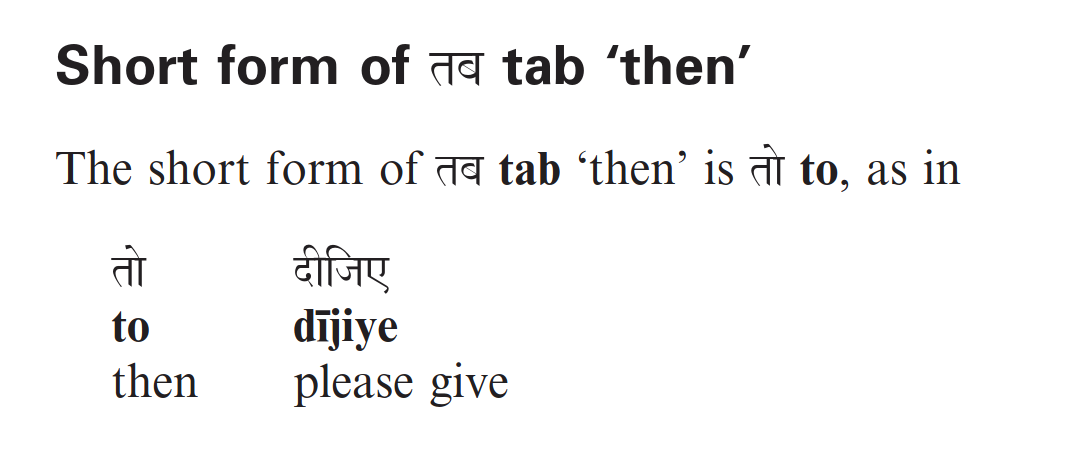 Short form of तब tab ‘then’
The short form of तब tab ‘then’ is तो to, as in
तो दीजिए
to dījiye
then please give